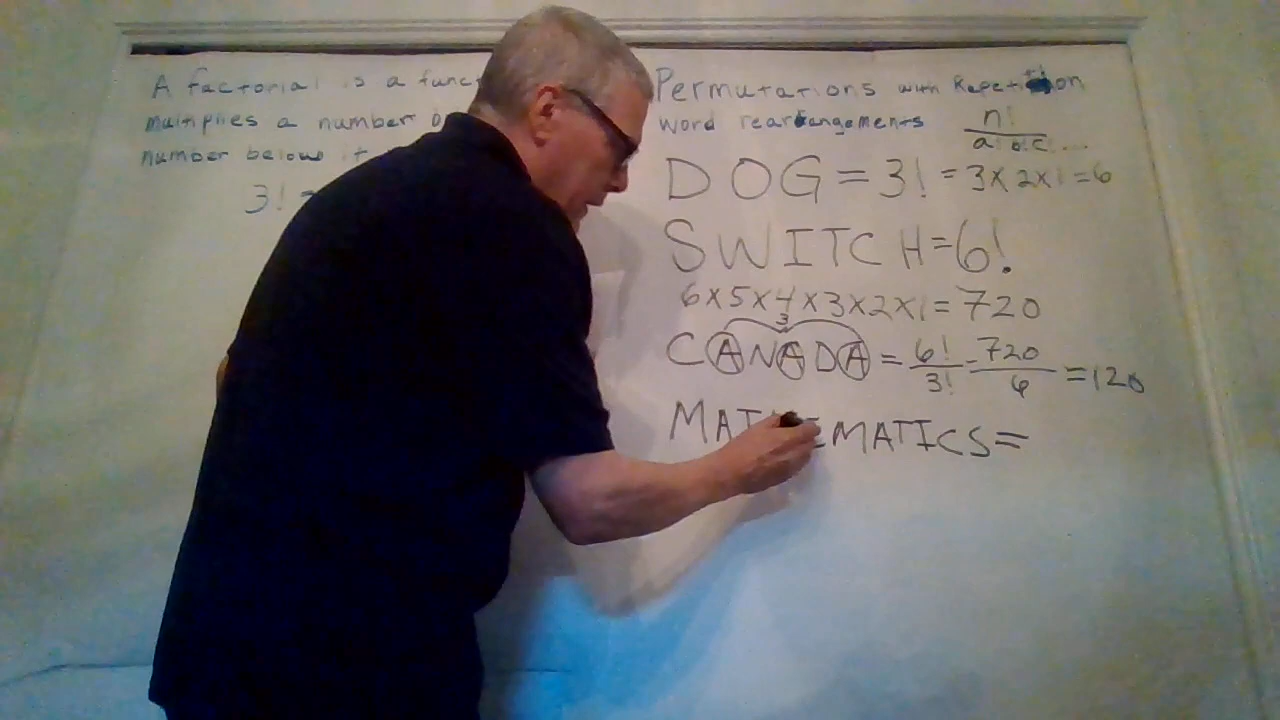 A factorial is a func
multiplies a number
number below it
3! =
Permutations with Repetition
word rearrangements n!
a! b! c! ...
DOG = 3! = 3 x 2 x 1 = 6
SWITCH = 6!
6 x 5 x 4 x 3 x 2 x 1 = 720
3
CANADA = 6! = 720 = 120
3! 6
MATHEMATICS =